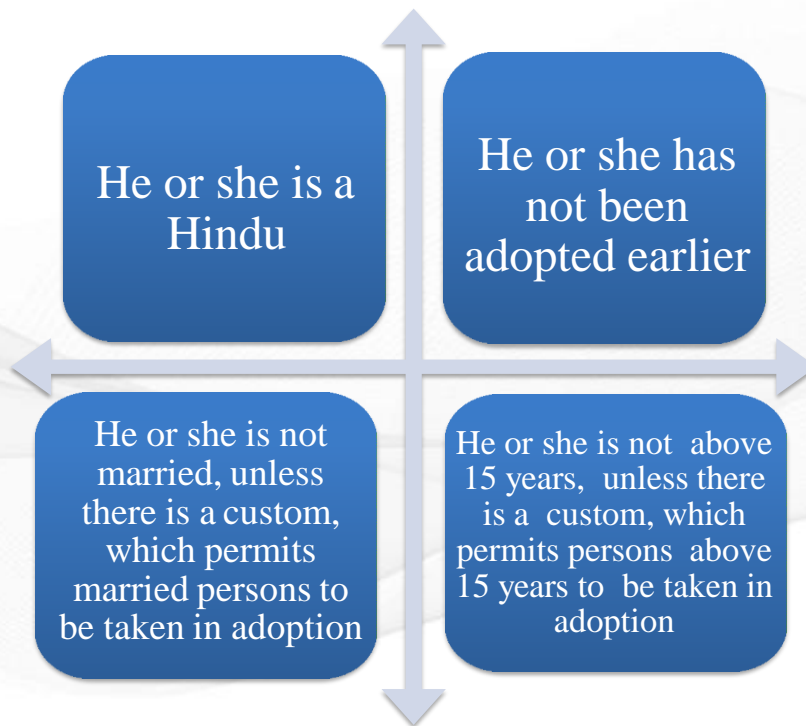 He or she is a
Hindu
He or she has
not been
adopted earlier
He or she is not
married, unless
there is a custom,
which permits
married persons to
be taken in adoption
He or she is not above
15 years, unless there
is a custom, which
permits persons above
15 years to be taken in
adoption